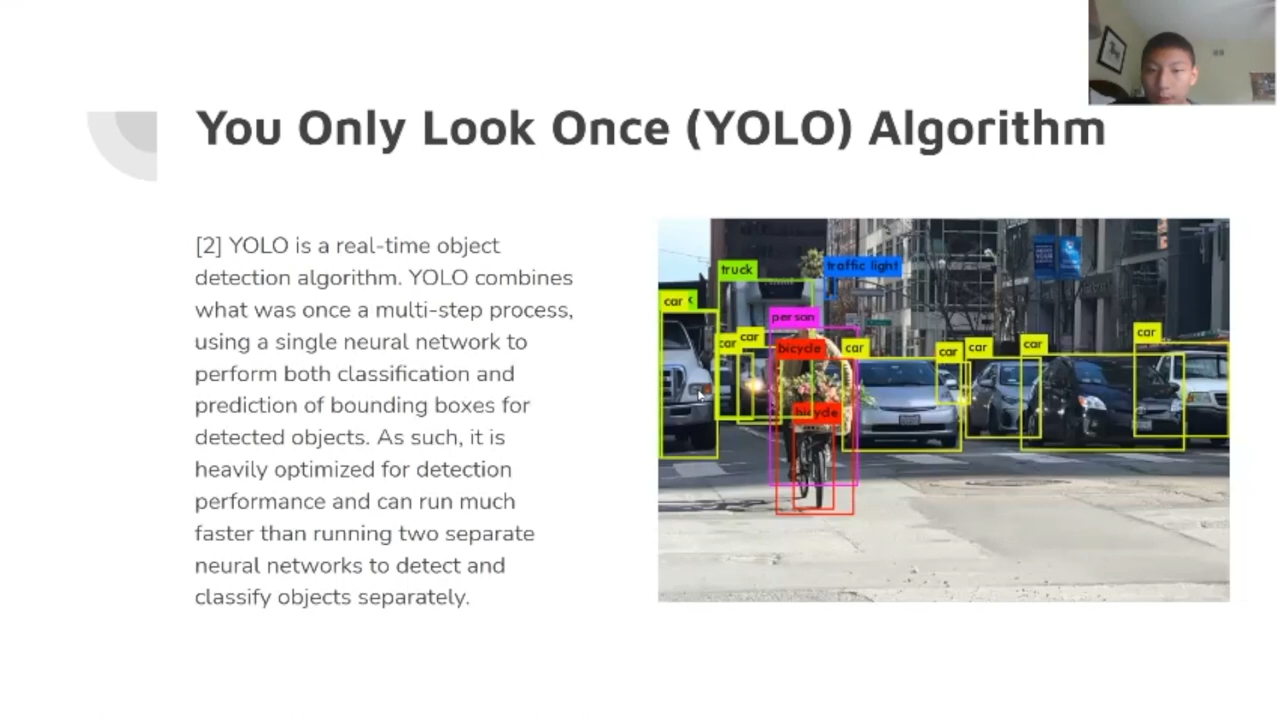 You Only Look Once (YOLO) Algorithm
[2] YOLO is a real-time object
detection algorithm. YOLO combines
what was once a multi-step process,
using a single neural network to
perform both classification and
prediction of bounding boxes for
detected objects. As such, it is
heavily optimized for detection
performance and can run much
faster than running two separate
neural networks to detect and
classify objects separately.
truck
traffic light
car
person
car
car
bicycle
car
car
car
car
car
bicycle